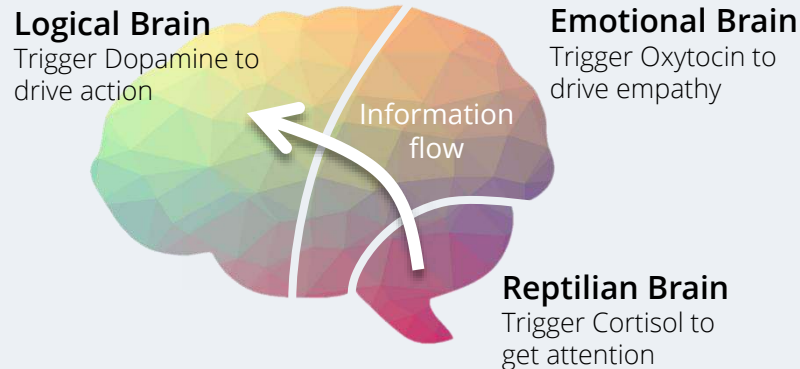 Logical Brain
Trigger Dopamine to
drive action
Emotional Brain
Trigger Oxytocin to
drive empathy
Information
flow
Reptilian Brain
Trigger Cortisol to
get attention